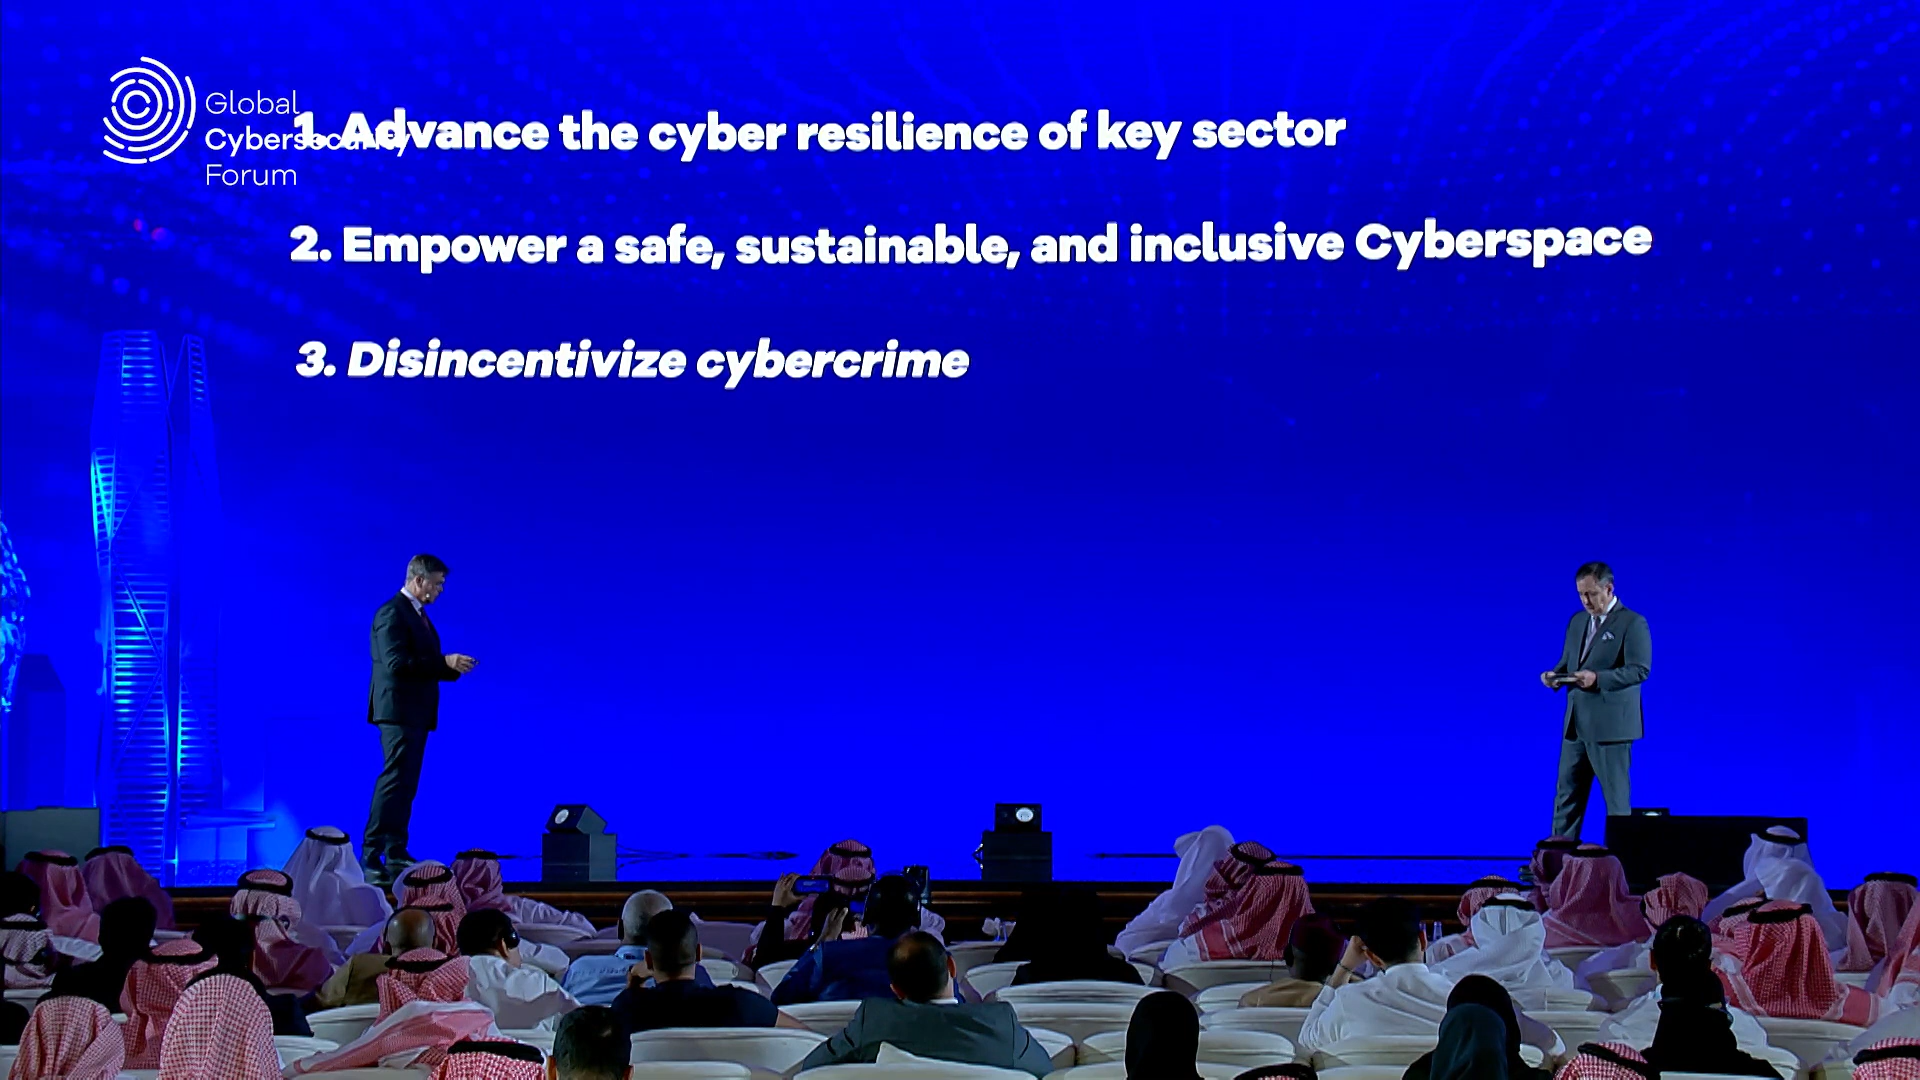 Global
Cybersecurity
Forum
1. Advance the cyber resilience of key sector
2. Empower a safe, sustainable, and inclusive Cyberspace
3. Disincentivize cybercrime